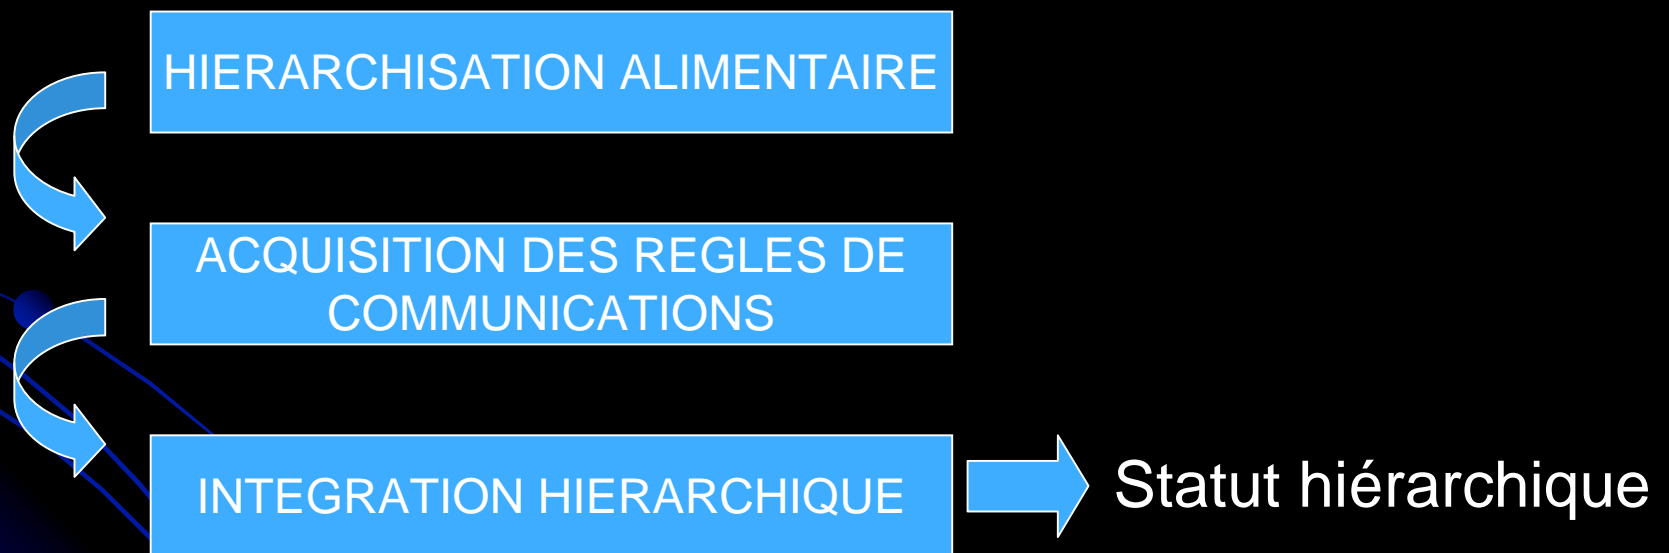 HIERARCHISATION ALIMENTAIRE
ACQUISITION DES REGLES DE
COMMUNICATIONS
INTEGRATION HIERARCHIQUE
Statut hiérarchique